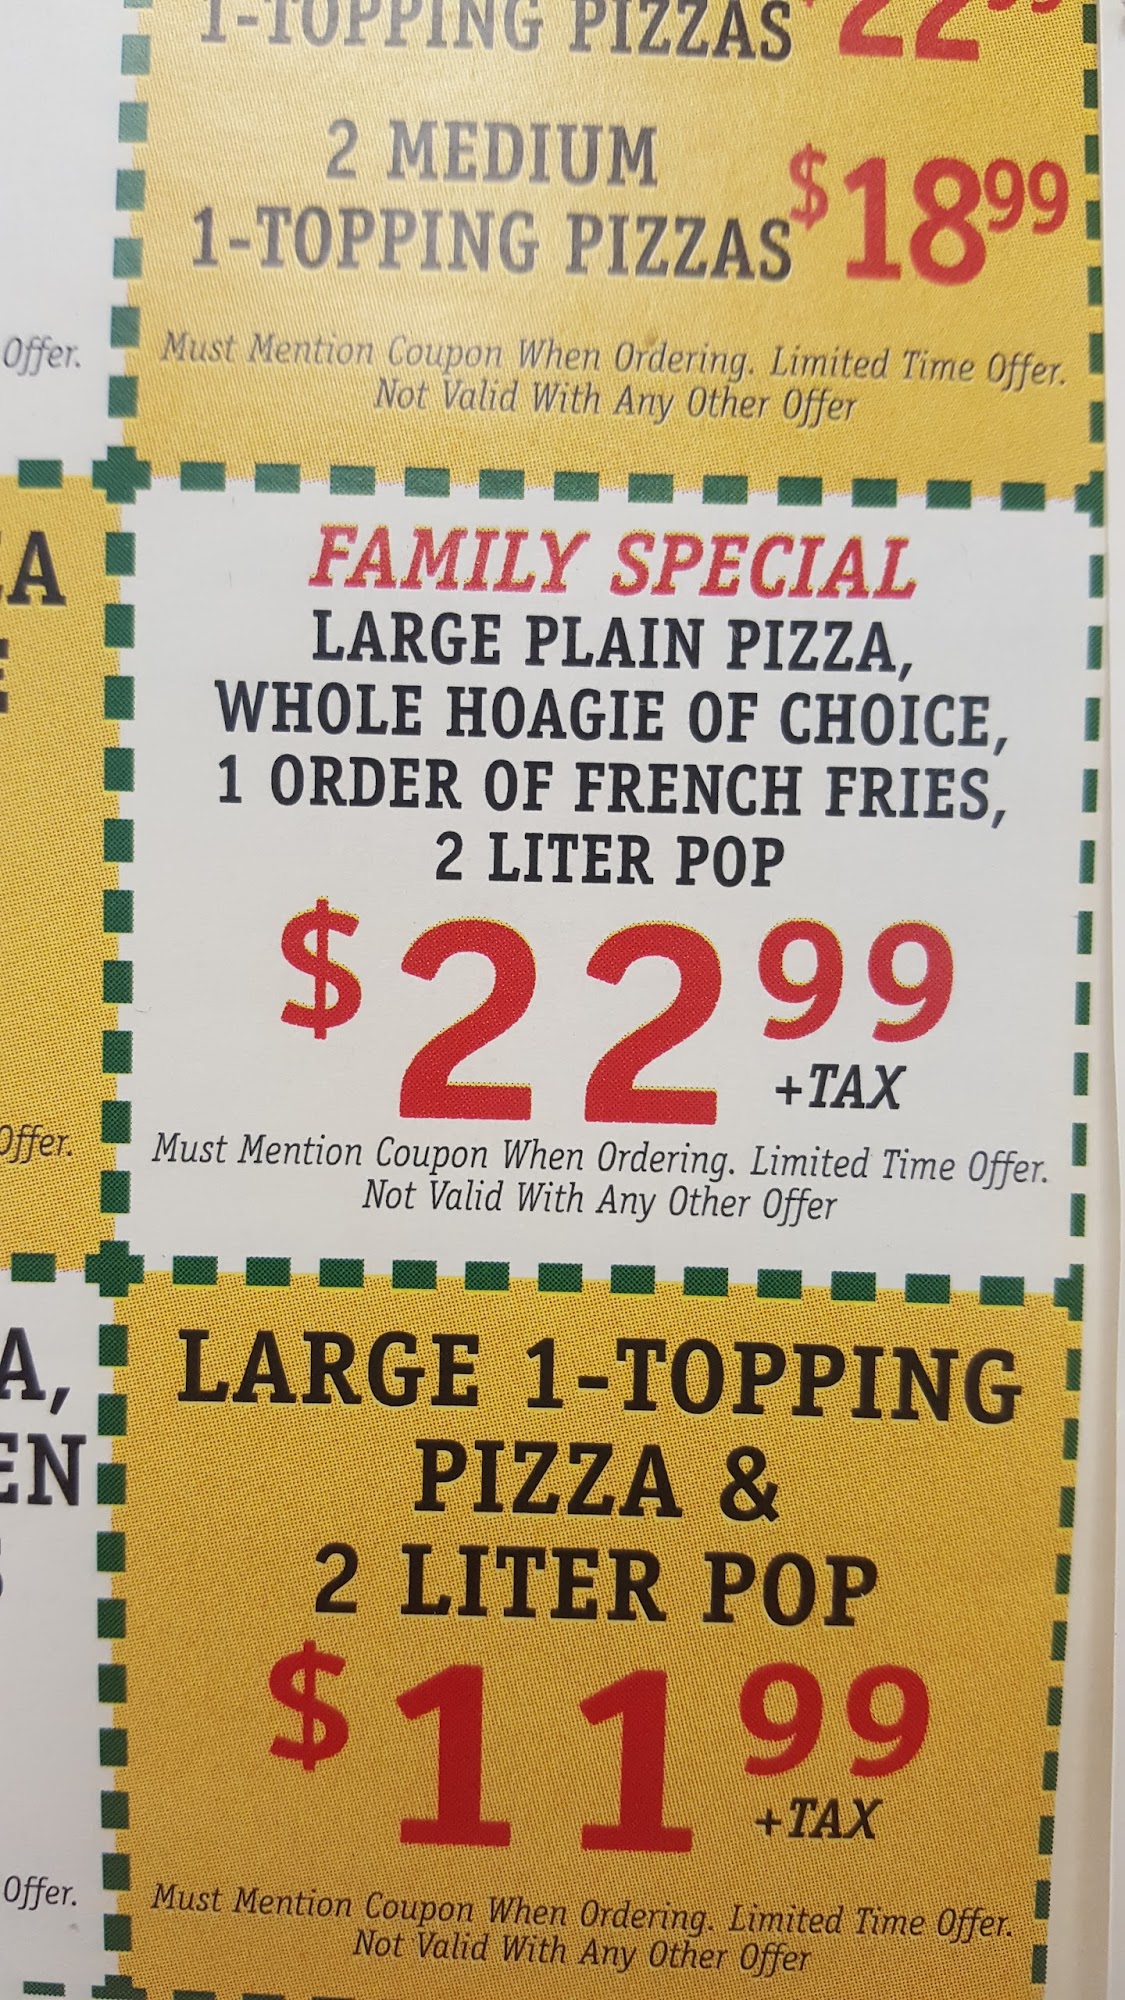 1-TOPPING PIZZAS $22
2 MEDIUM
1-TOPPING PIZZAS $18 99
Must Mention Coupon When Ordering. Limited Time Offer.
Not Valid With Any Other Offer
Offer.
FAMILY SPECIAL
LARGE PLAIN PIZZA,
WHOLE HOAGIE OF CHOICE,
1 ORDER OF FRENCH FRIES,
2 LITER POP
$22 99
+TAX
Must Mention Coupon When Ordering. Limited Time Offer.
Not Valid With Any Other Offer
A
Offer.
LARGE 1-TOPPING
PIZZA &
2 LITER POP
$11 99
+TAX
Must Mention Coupon When Ordering. Limited Time Offer.
Not Valid With Any Other Offer
A,
EN
Offer.